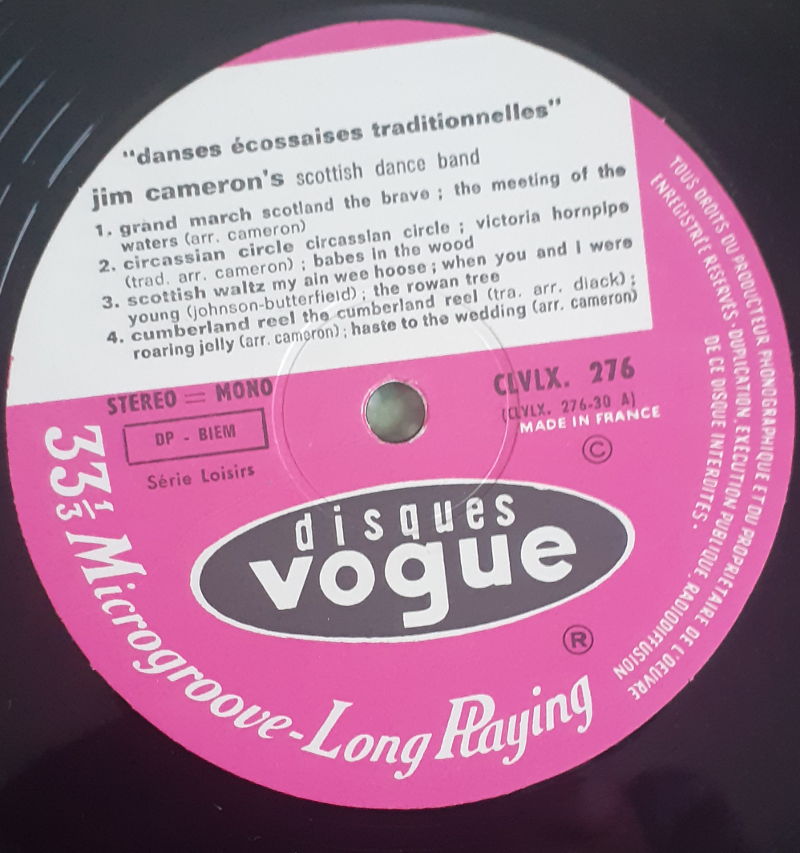 "danses écossaises traditionnelles"
jim cameron's scottish dance band
1. grand march scotland the brave ; the meeting of the
waters (arr. cameron)
2. circassian circle circassian circle ; victoria hornpipe
(trad. arr. cameron) ; babes in the wood
3. scottish waltz my ain wee hoose ; when you and i were
young (johnson-butterfield) ; the rowan tree
4. cumberland reel the cumberland reel (tra. arr. diack) ;
roaring jelly (arr. cameron) ; haste to the wedding (arr. cameron)
STEREO = MONO
DP - BIEM
Série Loisirs
CLVLX. 276
(CLVLX. 276-30 A)
MADE IN FRANCE
©
disques
vogue
®
33 1/3 Microgroove-Long Playing
TOUS DROITS DU PRODUCTEUR PHONOGRAPHIQUE ET DU PROPRIÉTAIRE DE L'OEUVRE
ENREGISTRÉE RÉSERVÉS · DUPLICATION, EXÉCUTION PUBLIQUE, RADIODIFFUSION
DE CE DISQUE INTERDITES ·